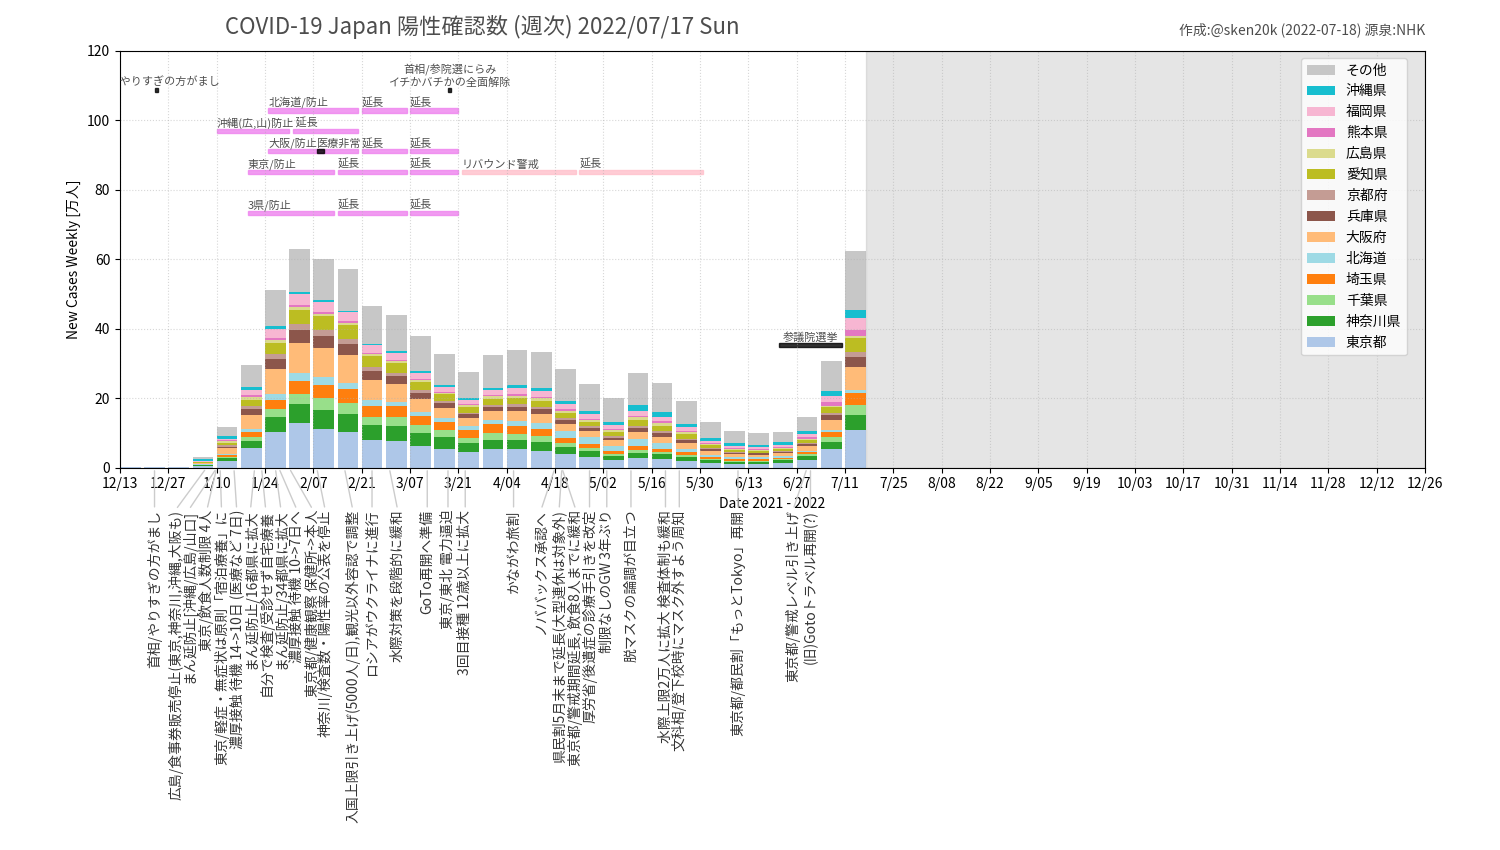 COVID-19 Japan 陽性確認数 (週次) 2022/07/17 Sun
作成:@sken20k (2022-07-18) 源泉:NHK
New Cases Weekly [万人]
120
100
80
60
40
20
0
やりすぎの方がまし
首相/参院選にらみ
イチかバチかの全面解除
北海道/防止 延長 延長
沖縄(広,山)防止 延長
大阪/防止医療非常 延長 延長
東京/防止 延長 延長 リバウンド警戒 延長
3県/防止 延長 延長
参議院選挙
その他
沖縄県
福岡県
熊本県
広島県
愛知県
京都府
兵庫県
大阪府
北海道
埼玉県
千葉県
神奈川県
東京都
12/13 12/27 1/10 1/24 2/07 2/21 3/07 3/21 4/04 4/18 5/02 5/16 5/30 6/13 6/27 7/11 7/25 8/08 8/22 9/05 9/19 10/03 10/17 10/31 11/14 11/28 12/12 12/26
Date 2021 - 2022
首相/やりすぎの方がまし
広島/食事券販売停止(東京,神奈川,沖縄,大阪も)
まん延防止[沖縄/広島/山口]
東京/飲食人数制限 4人
東京/軽症・無症状は原則「宿泊療養」に
濃厚接触 待機 14->10日 (医療など 7日)
まん延防止/16都県に拡大
自分で検査/受診せず自宅療養
まん延防止/34都県に拡大
濃厚接触 待機 10->7日へ
東京都/健康観察 保健所->本人
神奈川/検査数・陽性率の公表を停止
入国上限引き上げ(5000人/日),観光以外容認で調整
ロシアがウクライナに進行
水際対策を段階的に緩和
GoTo再開へ準備
東京/東北 電力逼迫
3回目接種 12歳以上に拡大
かながわ旅割
ノババックス承認へ
県民割5月末まで延長(大型連休は対象外)
東京都/警戒期間延長, 飲食8人までに緩和
厚労省/後遺症の診療手引きを改定
制限なしのGW 3年ぶり
脱マスクの論調が目立つ
水際上限2万人に拡大 検査体制も緩和
文科相/登下校時にマスク外すよう周知
東京都/都民割「もっとTokyo」再開
東京都/警戒レベル引き上げ
(旧)Gotoトラベル再開(?)